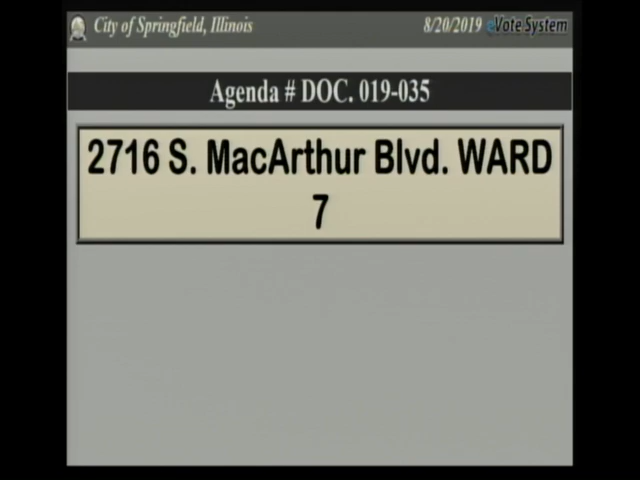 City of Springfield, Illinois 8/20/2019 eVote System
Agenda # DOC. 019-035
2716 S. MacArthur Blvd. WARD
7